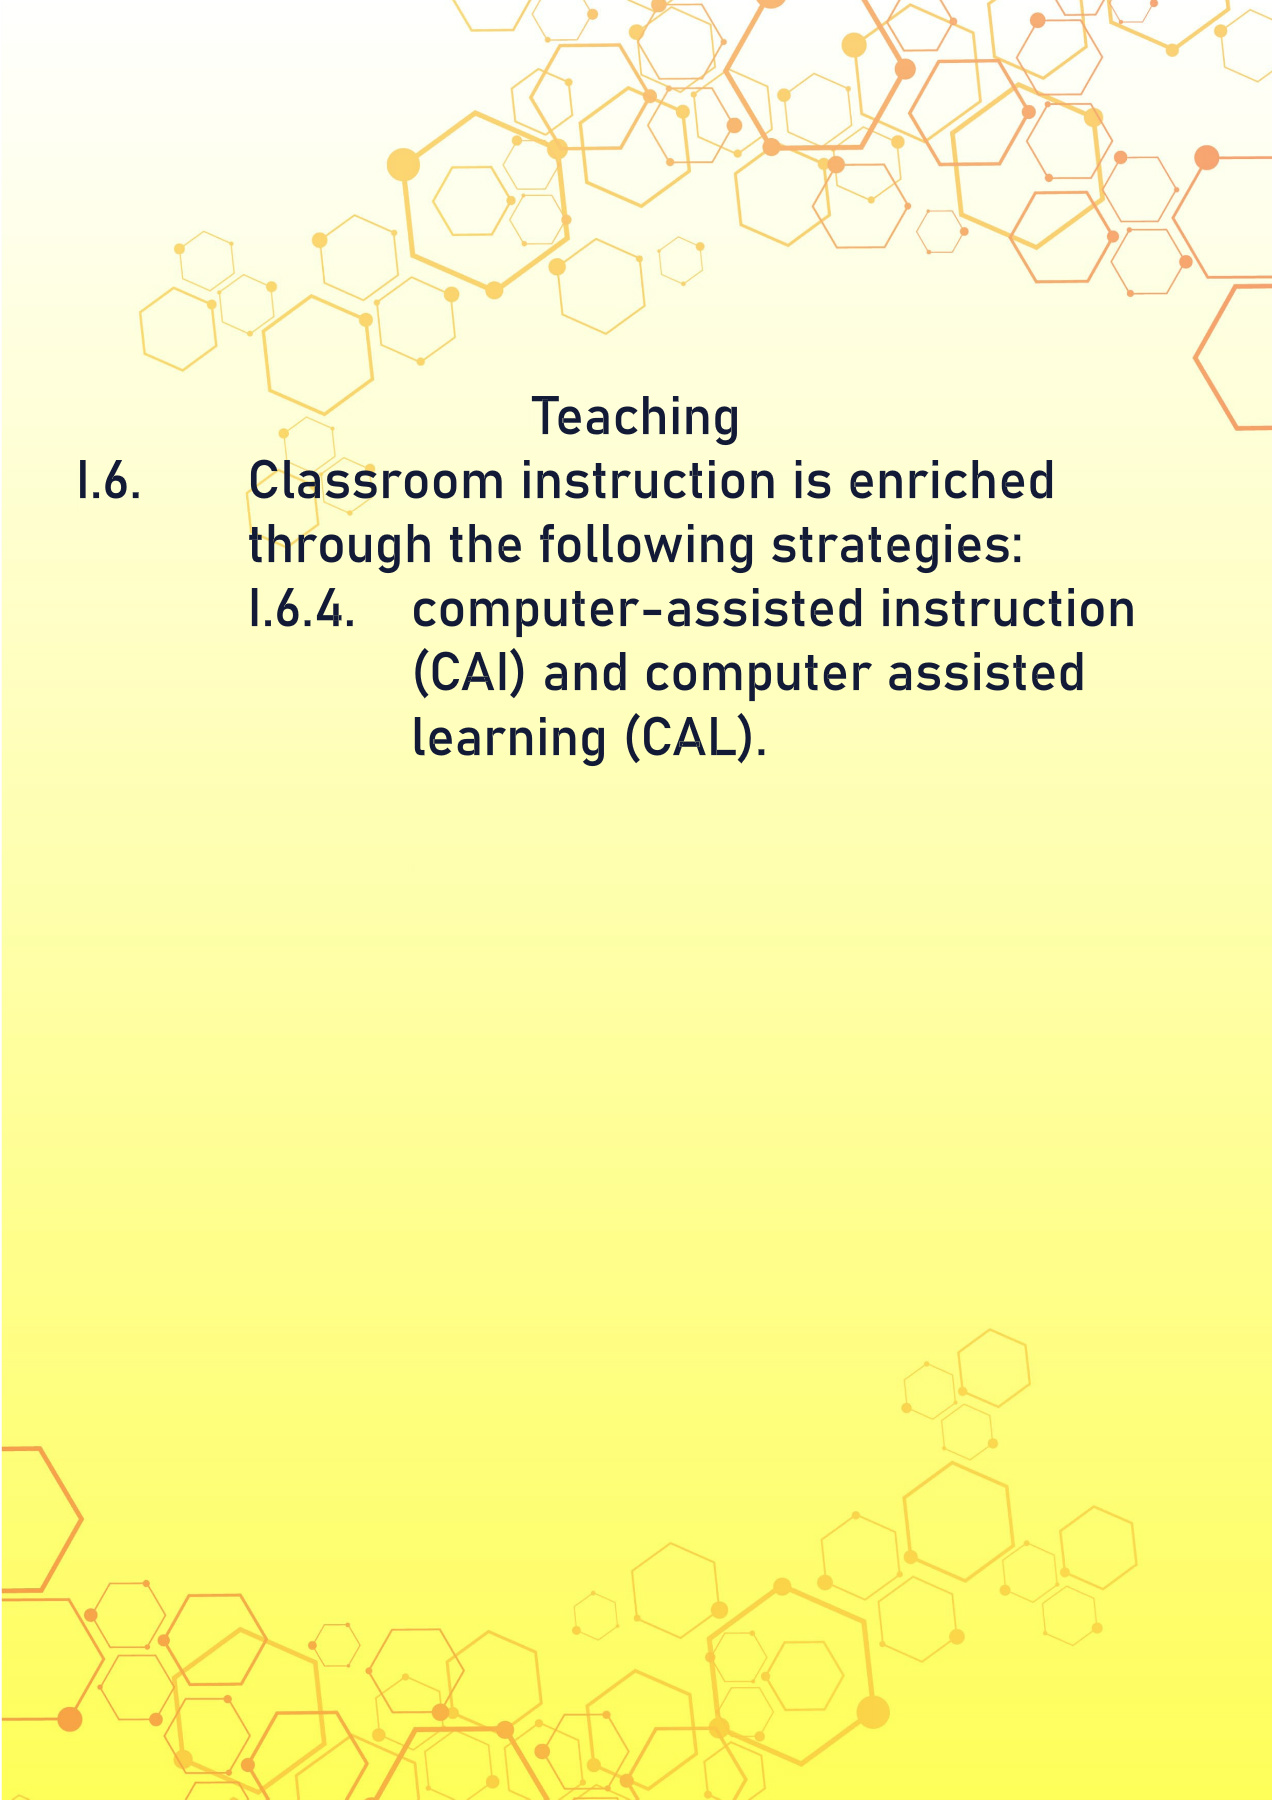 Teaching
I.6. Classroom instruction is enriched
through the following strategies:
I.6.4. computer-assisted instruction
(CAI) and computer assisted
learning (CAL).